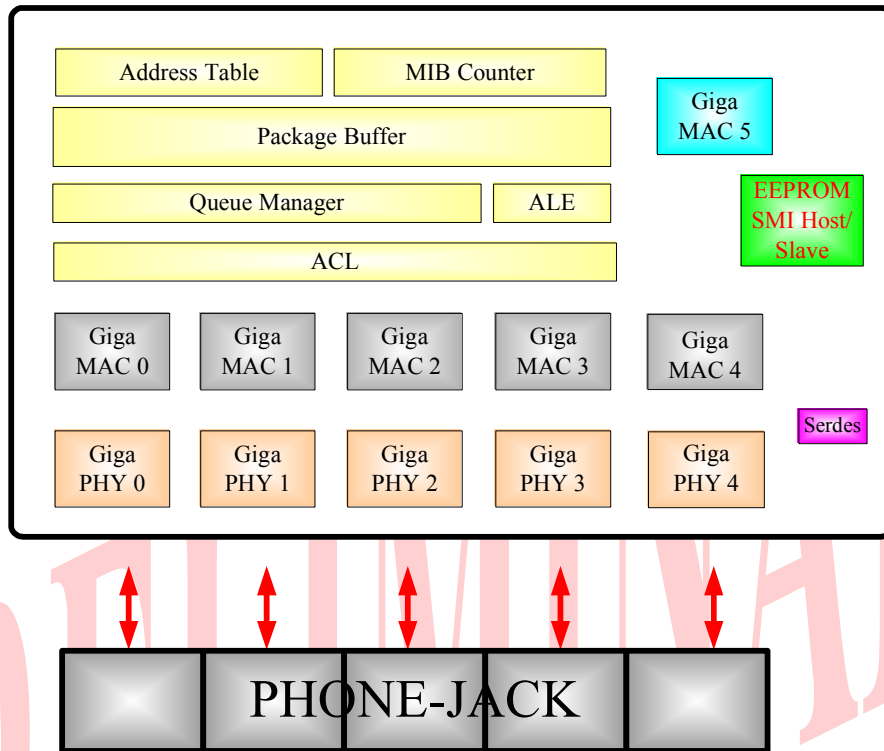 Address Table
MIB Counter
Giga
MAC 5
Package Buffer
EEPROM
SMI Host/
Slave
Queue Manager
ALE
ACL
Giga
MAC 0
Giga
MAC 1
Giga
MAC 2
Giga
MAC 3
Giga
MAC 4
Serdes
Giga
PHY 0
Giga
PHY 1
Giga
PHY 2
Giga
PHY 3
Giga
PHY 4
PHONE-JACK